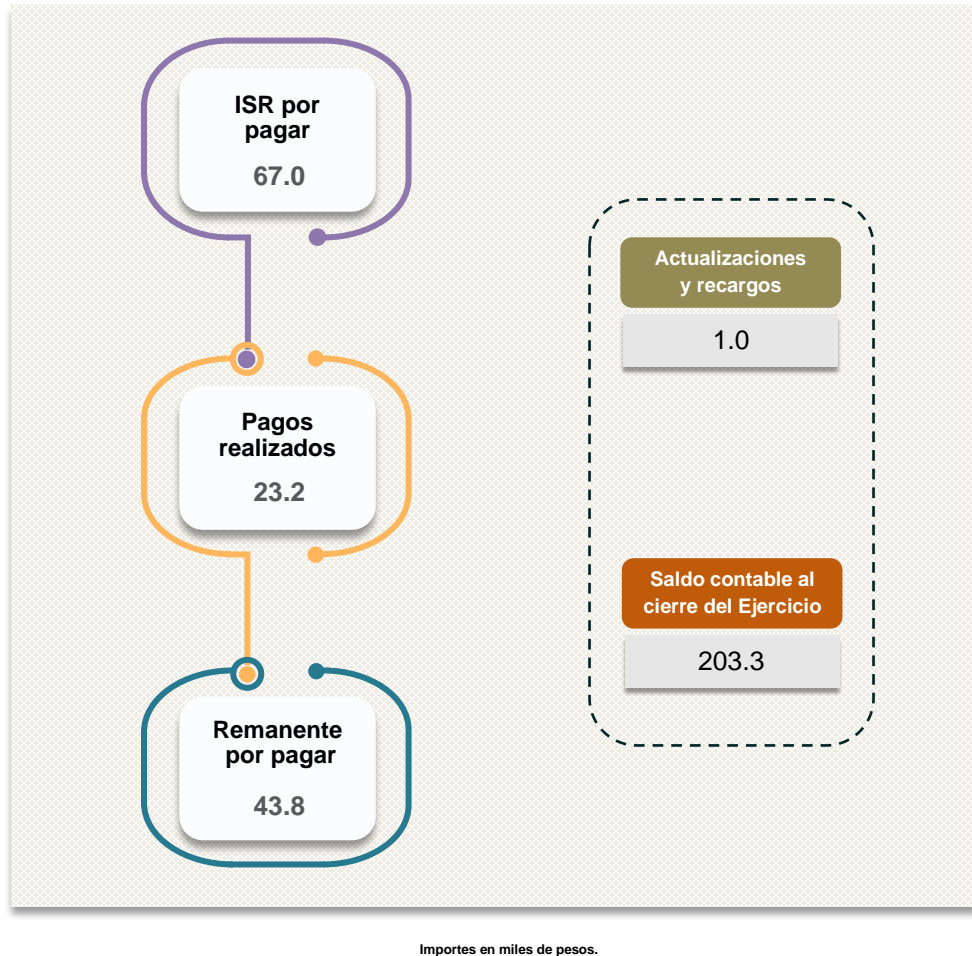 ISR por
pagar
67.0
Pagos
realizados
23.2
Remanente
por pagar
43.8
Actualizaciones
y recargos
1.0
Saldo contable al
cierre del Ejercicio
203.3
Importes en miles de pesos.